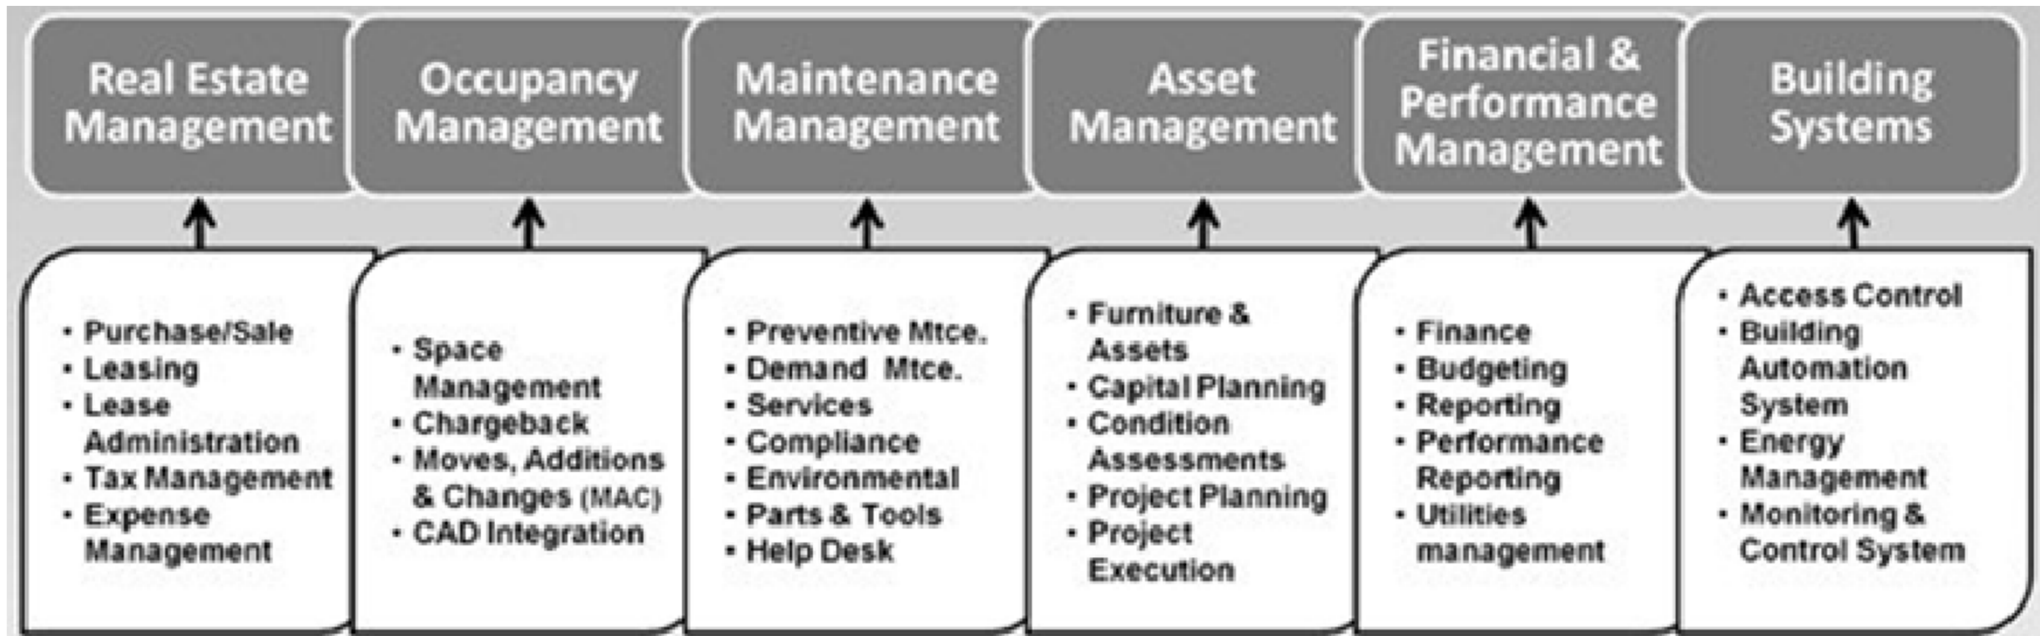 Real Estate
Management
Occupancy
Management
Maintenance
Management
Asset
Management
Financial &
Performance
Management
Building
Systems
• Purchase/Sale
• Leasing
• Lease
Administration
• Tax Management
• Expense
Management
• Space
Management
• Chargeback
• Moves, Additions
& Changes (MAC)
• CAD Integration
• Preventive Mtce.
• Demand Mtce.
• Services
• Compliance
• Environmental
• Parts & Tools
• Help Desk
• Furniture &
Assets
• Capital Planning
• Condition
Assessments
• Project Planning
• Project
Execution
• Finance
• Budgeting
• Reporting
• Performance
Reporting
• Utilities
management
• Access Control
• Building
Automation
System
• Energy
Management
• Monitoring &
Control System